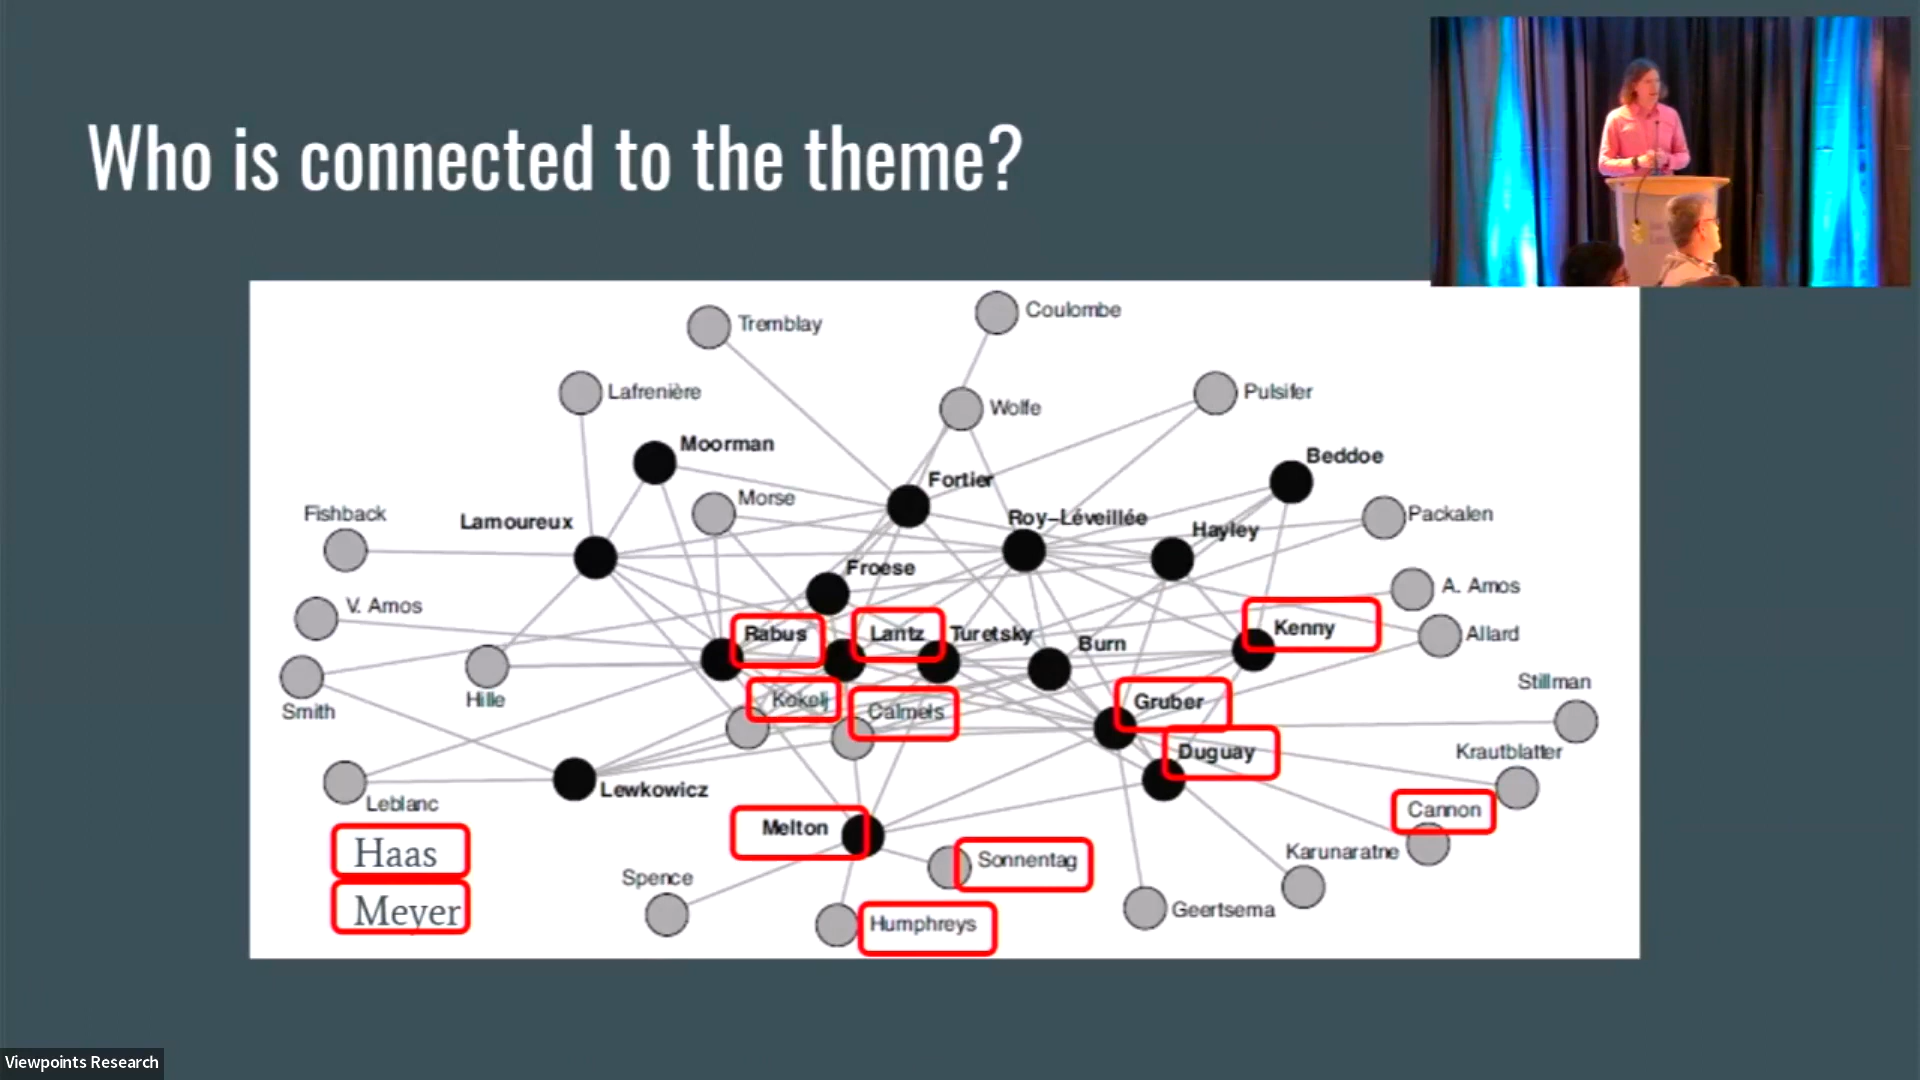 Who is connected to the theme?
Tremblay
Coulombe
Lafrenière
Wolfe
Pulsifer
Moorman
Beddoe
Fortier
Morse
Fishback
Lamoureux
Roy-Léveillée
Hayley
Packalen
Froese
V. Amos
A. Amos
Rabus
Lantz
Turetsky
Burn
Kenny
Allard
Hille
Kokelj
Calmels
Gruber
Stillman
Smith
Duguay
Krautblatter
Leblanc
Lewkowicz
Cannon
Melton
Haas
Sonnentag
Karunaratne
Meyer
Spence
Humphreys
Geertsema
Viewpoints Research